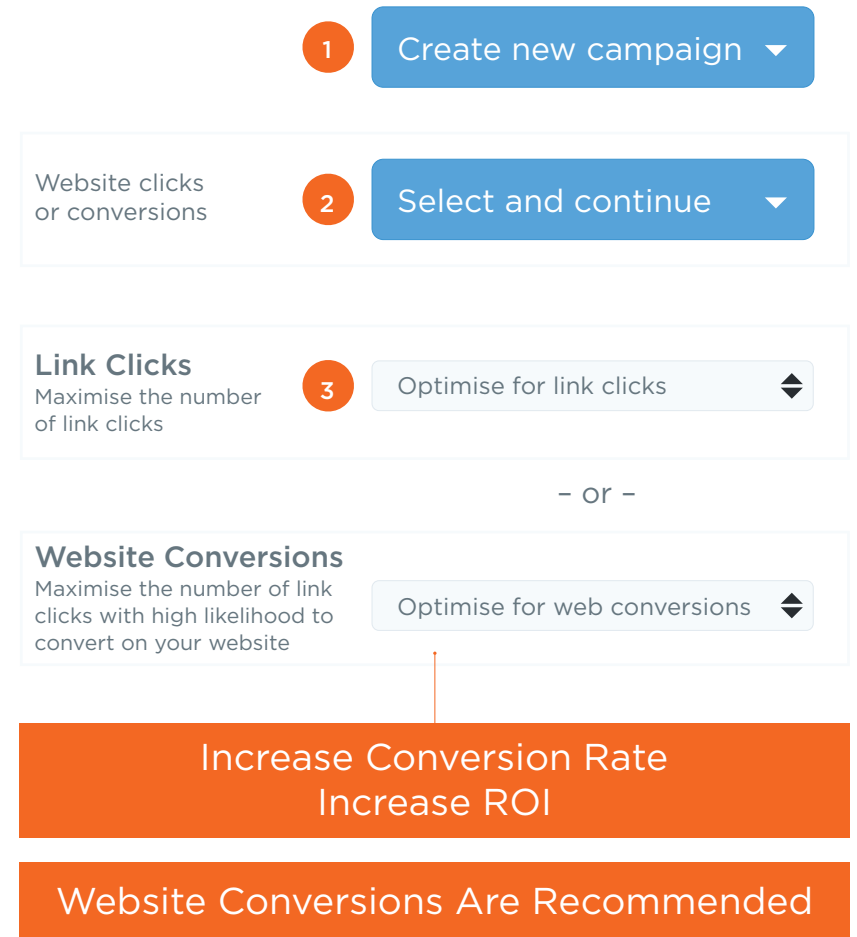 1
Create new campaign
Website clicks
or conversions
2
Select and continue
Link Clicks
Maximise the number
of link clicks
3
Optimise for link clicks
– or –
Website Conversions
Maximise the number of link
clicks with high likelihood to
convert on your website
Optimise for web conversions
Increase Conversion Rate
Increase ROI
Website Conversions Are Recommended